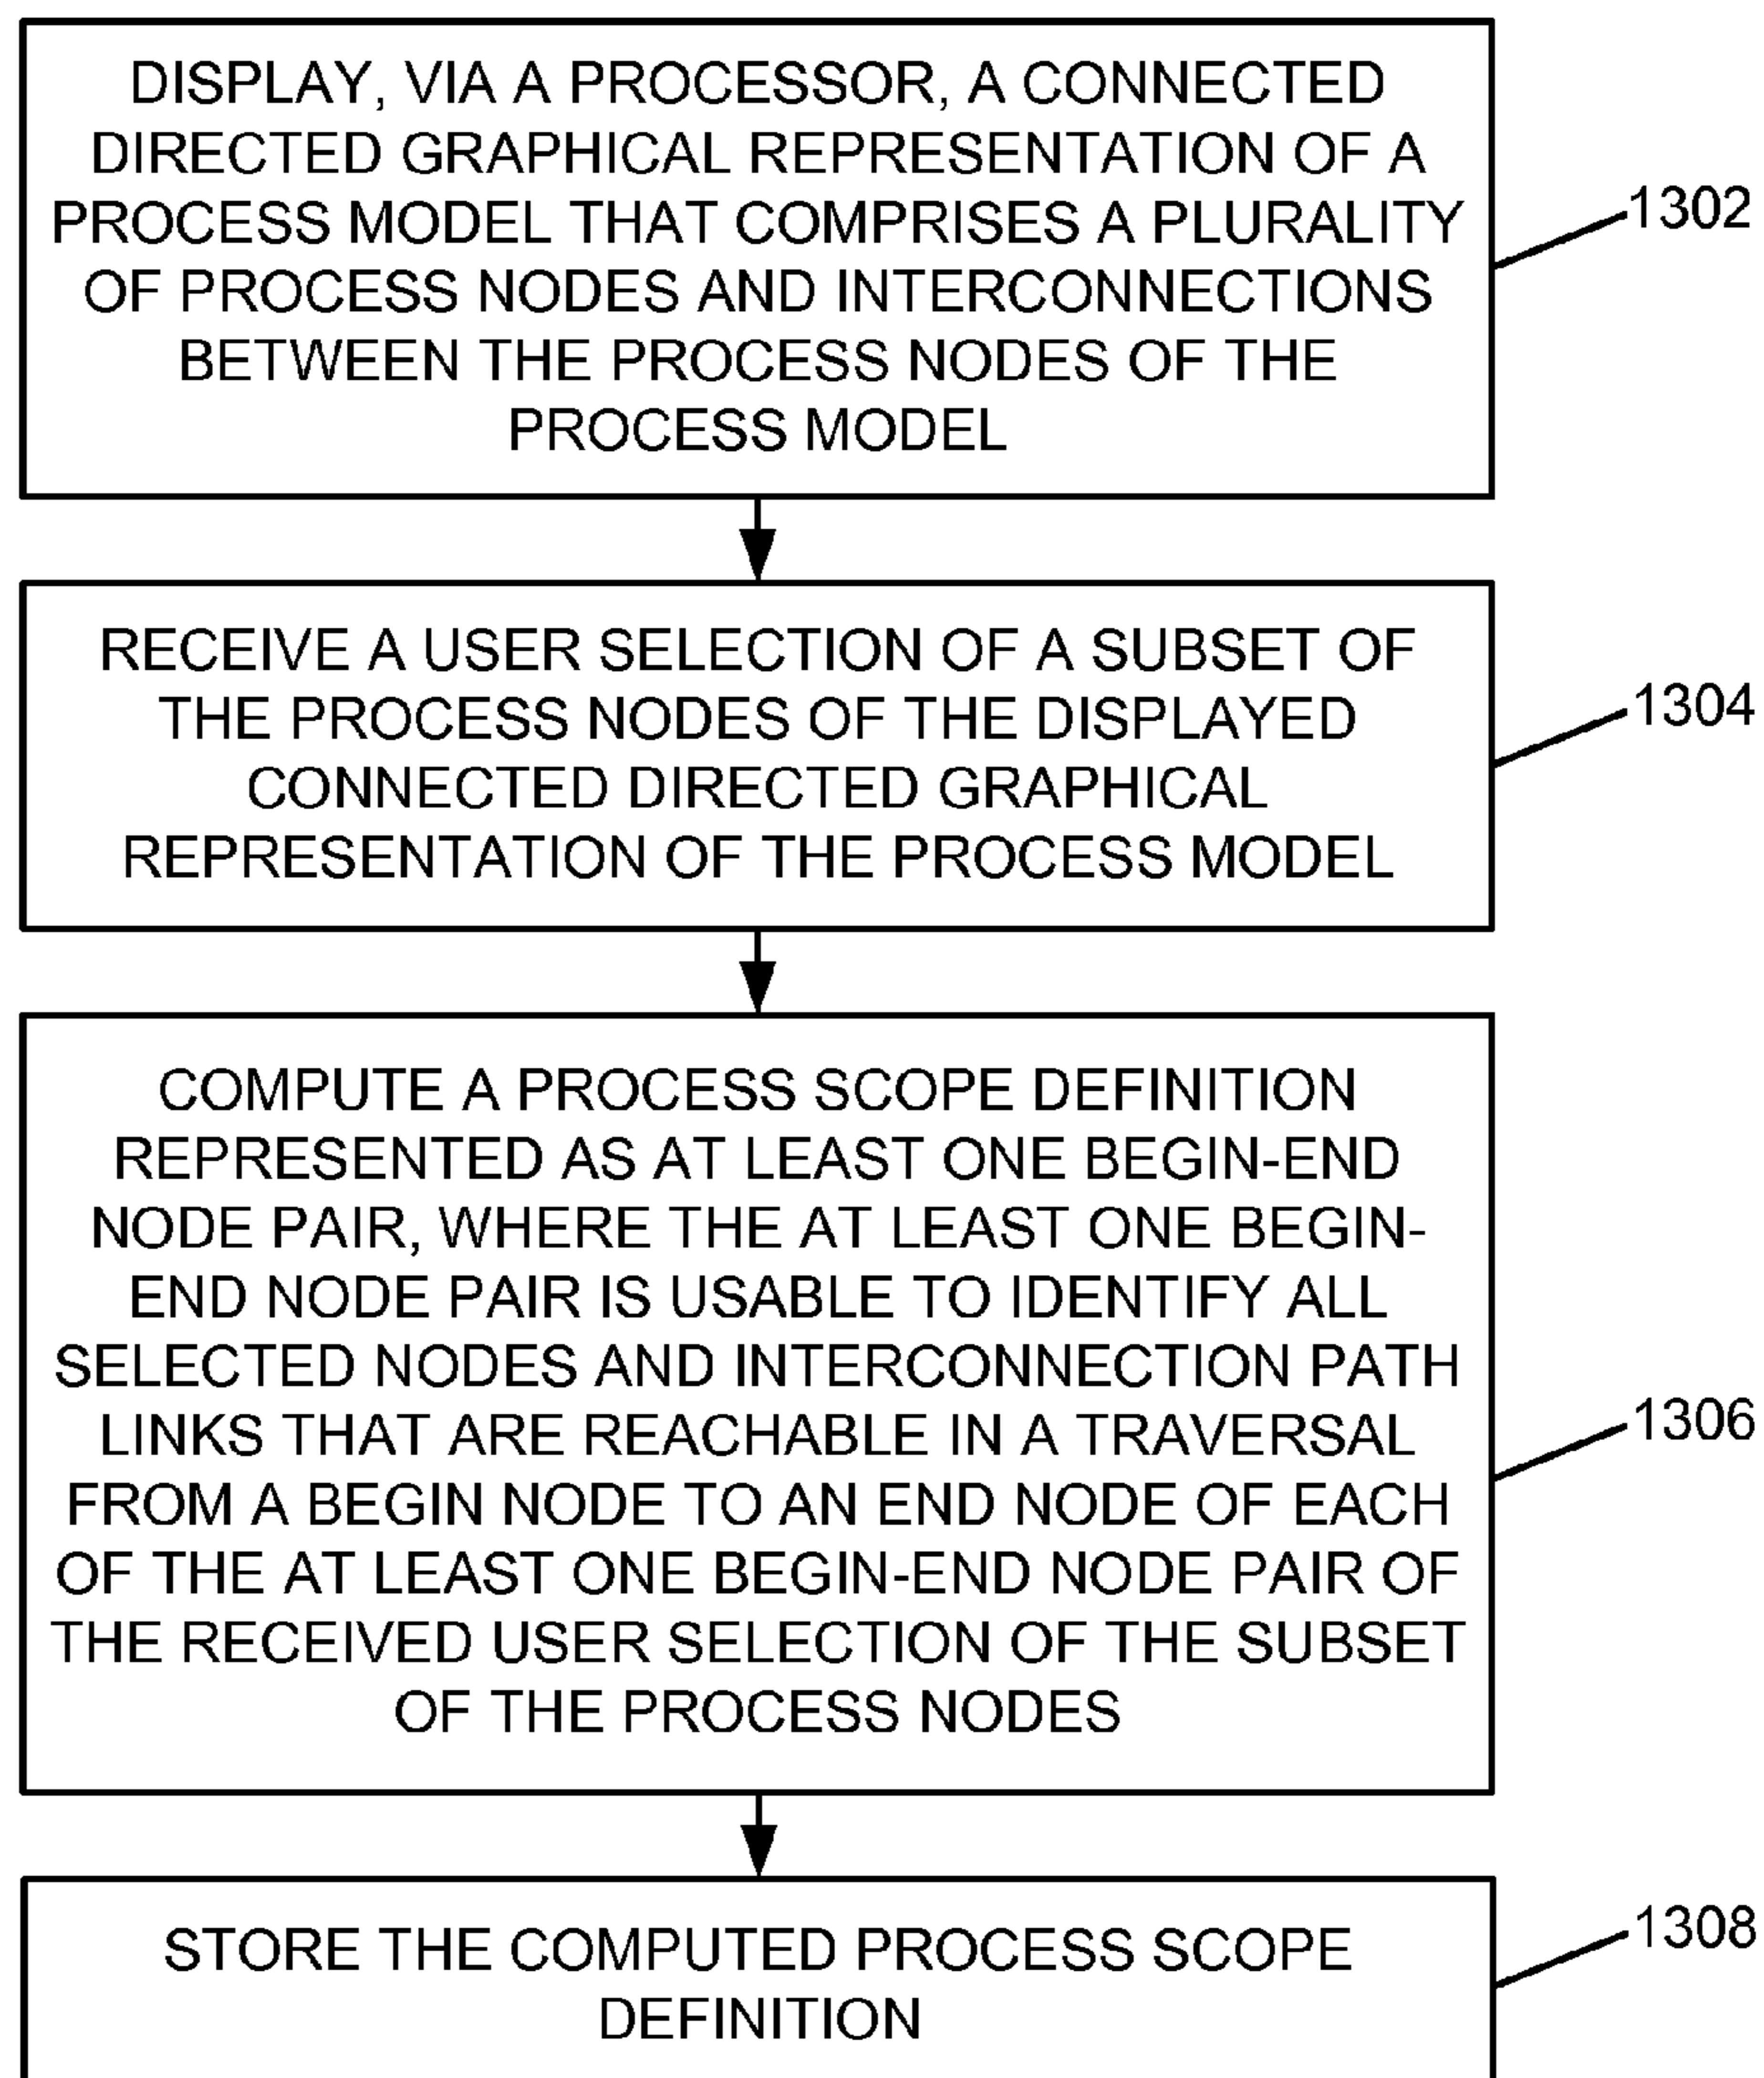 DISPLAY, VIA A PROCESSOR, A CONNECTED
DIRECTED GRAPHICAL REPRESENTATION OF A
PROCESS MODEL THAT COMPRISES A PLURALITY
OF PROCESS NODES AND INTERCONNECTIONS
BETWEEN THE PROCESS NODES OF THE
PROCESS MODEL
1302
RECEIVE A USER SELECTION OF A SUBSET OF
THE PROCESS NODES OF THE DISPLAYED
CONNECTED DIRECTED GRAPHICAL
REPRESENTATION OF THE PROCESS MODEL
1304
COMPUTE A PROCESS SCOPE DEFINITION
REPRESENTED AS AT LEAST ONE BEGIN-END
NODE PAIR, WHERE THE AT LEAST ONE BEGIN-
END NODE PAIR IS USABLE TO IDENTIFY ALL
SELECTED NODES AND INTERCONNECTION PATH
LINKS THAT ARE REACHABLE IN A TRAVERSAL
FROM A BEGIN NODE TO AN END NODE OF EACH
OF THE AT LEAST ONE BEGIN-END NODE PAIR OF
THE RECEIVED USER SELECTION OF THE SUBSET
OF THE PROCESS NODES
1306
STORE THE COMPUTED PROCESS SCOPE
DEFINITION
1308